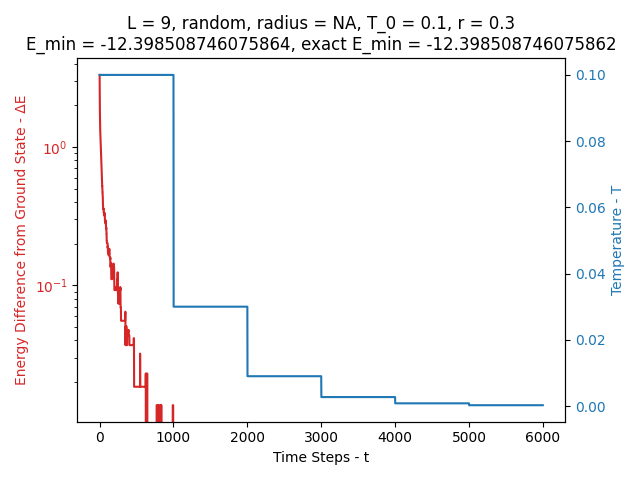 L = 9, random, radius = NA, T_0 = 0.1, r = 0.3
E_min = -12.398508746075864, exact E_min = -12.398508746075862
Energy Difference from Ground State - ΔE
10⁰
10⁻¹
0.10
0.08
0.06
0.04
0.02
0.00
Temperature - T
0 1000 2000 3000 4000 5000 6000
Time Steps - t